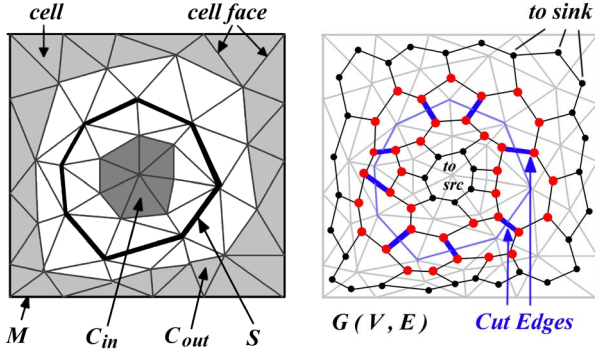 cell
cell face
to sink
to
src
M
C_in
C_out
S
G ( V , E )
Cut Edges